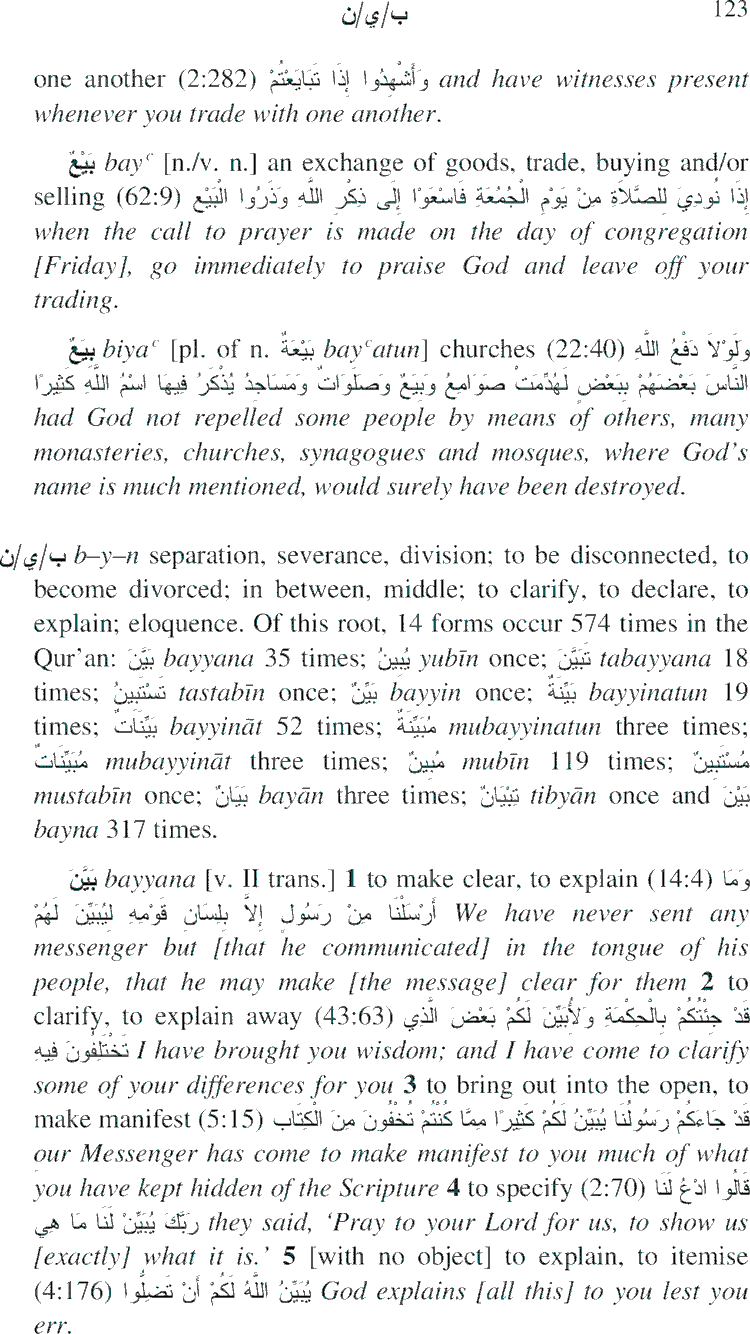 ب/ي/ن 123
one another (2:282) وَأَشْهِدُوا إِذَا تَبَايَعْتُمْ and have witnesses present
whenever you trade with one another.
بَيْعٌ bayᶜ [n./v. n.] an exchange of goods, trade, buying and/or
selling (62:9) إِذَا نُودِيَ لِلصَّلَاةِ مِنْ يَوْمِ الْجُمُعَةِ فَاسْعَوْا إِلَى ذِكْرِ اللَّهِ وَذَرُوا الْبَيْعَ
when the call to prayer is made on the day of congregation
[Friday], go immediately to praise God and leave off your
trading.
بِيَعٌ biyaᶜ [pl. of n. بَيْعَةٌ bayᶜatun] churches (22:40) وَلَوْلَا دَفْعُ اللَّهِ
النَّاسَ بَعْضَهُمْ بِبَعْضٍ لَهُدِّمَتْ صَوَامِعُ وَبِيَعٌ وَصَلَوَاتٌ وَمَسَاجِدُ يُذْكَرُ فِيهَا اسْمُ اللَّهِ كَثِيرًا
had God not repelled some people by means of others, many
monasteries, churches, synagogues and mosques, where God's
name is much mentioned, would surely have been destroyed.
ب/ي/ن b–y–n separation, severance, division; to be disconnected, to
become divorced; in between, middle; to clarify, to declare, to
explain; eloquence. Of this root, 14 forms occur 574 times in the
Qur'an: بَيَّنَ bayyana 35 times; يُبِينُ yubīn once; تَبَيَّنَ tabayyana 18
times; تَسْتَبِينُ tastabīn once; بَيِّنٌ bayyin once; بَيِّنَةٌ bayyinatun 19
times; بَيِّنَاتٌ bayyināt 52 times; مُبَيِّنَةٌ mubayyinatun three times;
مُبَيِّنَاتٌ mubayyināt three times; مُبِينٌ mubīn 119 times; مُسْتَبِينٌ
mustabīn once; بَيَانٌ bayān three times; تِبْيَانٌ tibyān once and بَيْنَ
bayna 317 times.
بَيَّنَ bayyana [v. II trans.] 1 to make clear, to explain (14:4) وَمَا
أَرْسَلْنَا مِنْ رَسُولٍ إِلَّا بِلِسَانِ قَوْمِهِ لِيُبَيِّنَ لَهُمْ We have never sent any
messenger but [that he communicated] in the tongue of his
people, that he may make [the message] clear for them 2 to
clarify, to explain away (43:63) قَدْ جِئْتُكُمْ بِالْحِكْمَةِ وَلِأُبَيِّنَ لَكُمْ بَعْضَ الَّذِي
تَخْتَلِفُونَ فِيهِ I have brought you wisdom; and I have come to clarify
some of your differences for you 3 to bring out into the open, to
make manifest (5:15) قَدْ جَاءَكُمْ رَسُولُنَا يُبَيِّنُ لَكُمْ كَثِيرًا مِمَّا كُنْتُمْ تُخْفُونَ مِنَ الْكِتَابِ
our Messenger has come to make manifest to you much of what
you have kept hidden of the Scripture 4 to specify (2:70) قَالُوا ادْعُ لَنَا
رَبَّكَ يُبَيِّنْ لَنَا مَا هِيَ they said, 'Pray to your Lord for us, to show us
[exactly] what it is.' 5 [with no object] to explain, to itemise
(4:176) يُبَيِّنُ اللَّهُ لَكُمْ أَنْ تَضِلُّوا God explains [all this] to you lest you
err.